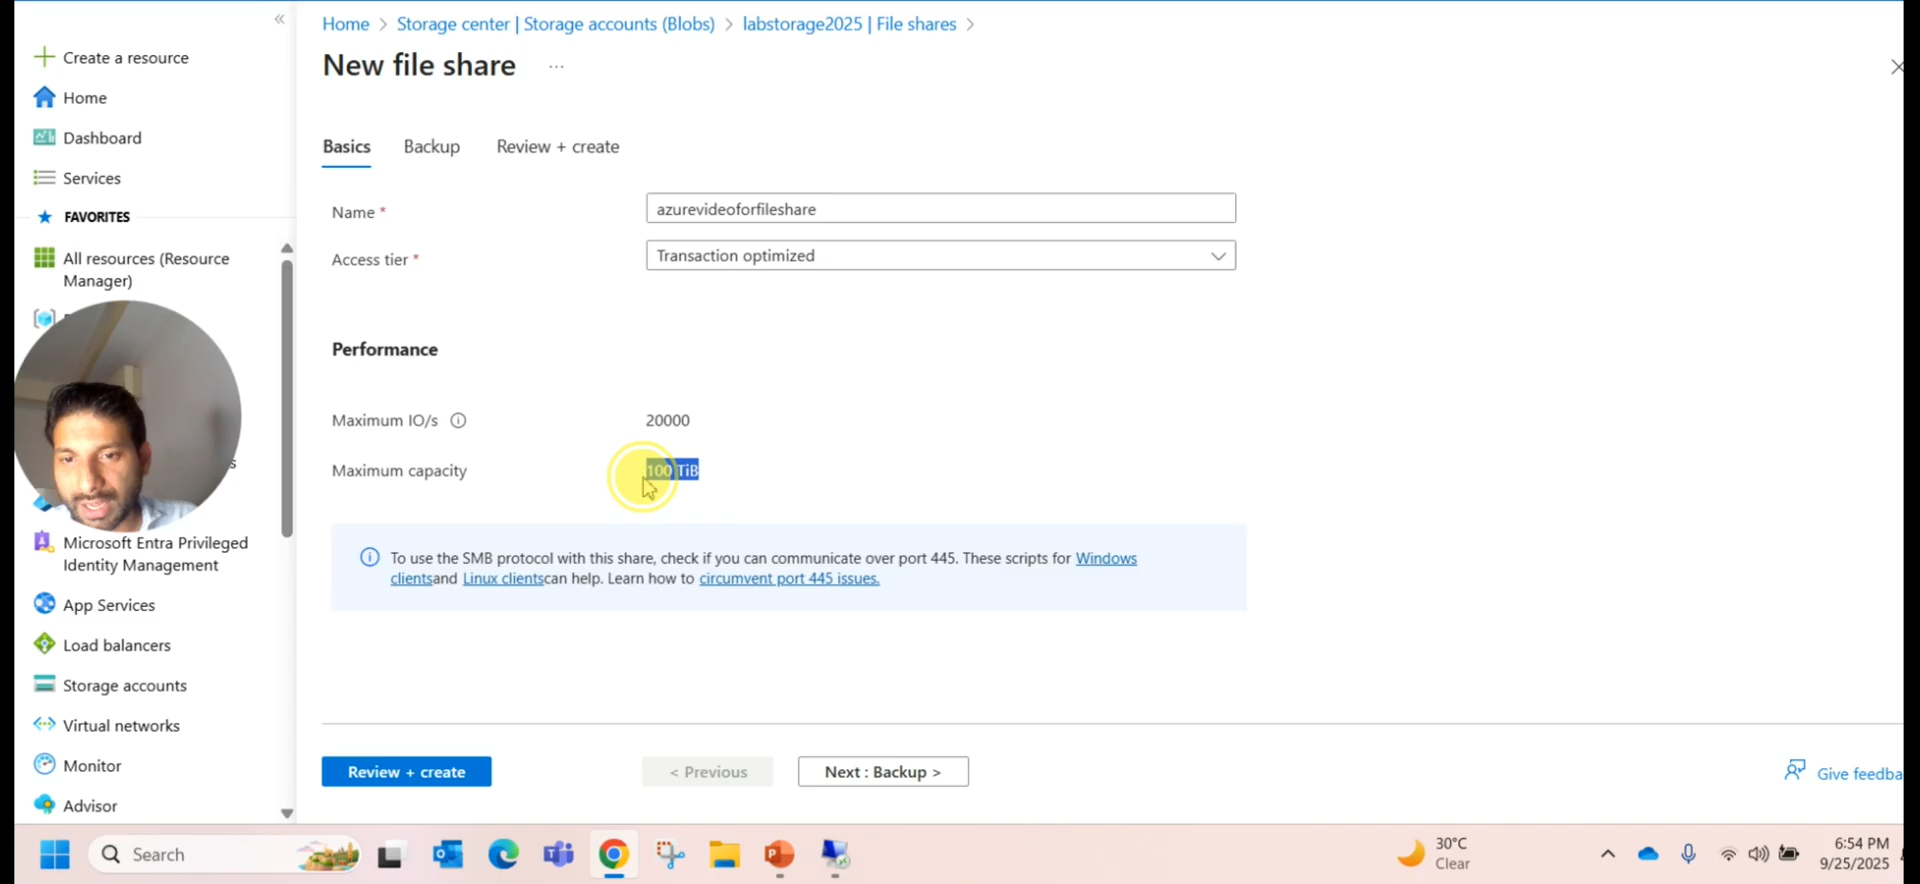 Home > Storage center | Storage accounts (Blobs) > labstorage2025 | File shares >
New file share ...
Create a resource
Home
Dashboard
Services
FAVORITES
All resources (Resource
Manager)
Microsoft Entra Privileged
Identity Management
App Services
Load balancers
Storage accounts
Virtual networks
Monitor
Advisor
Basics Backup Review + create
Name *
azurevideoforfileshare
Access tier *
Transaction optimized
Performance
Maximum IO/s
20000
Maximum capacity
100 TiB
To use the SMB protocol with this share, check if you can communicate over port 445. These scripts for Windows
clientsand Linux clientscan help. Learn how to circumvent port 445 issues.
Review + create
< Previous
Next : Backup >
Give feedba
Search
30°C
Clear
6:54 PM
9/25/2025